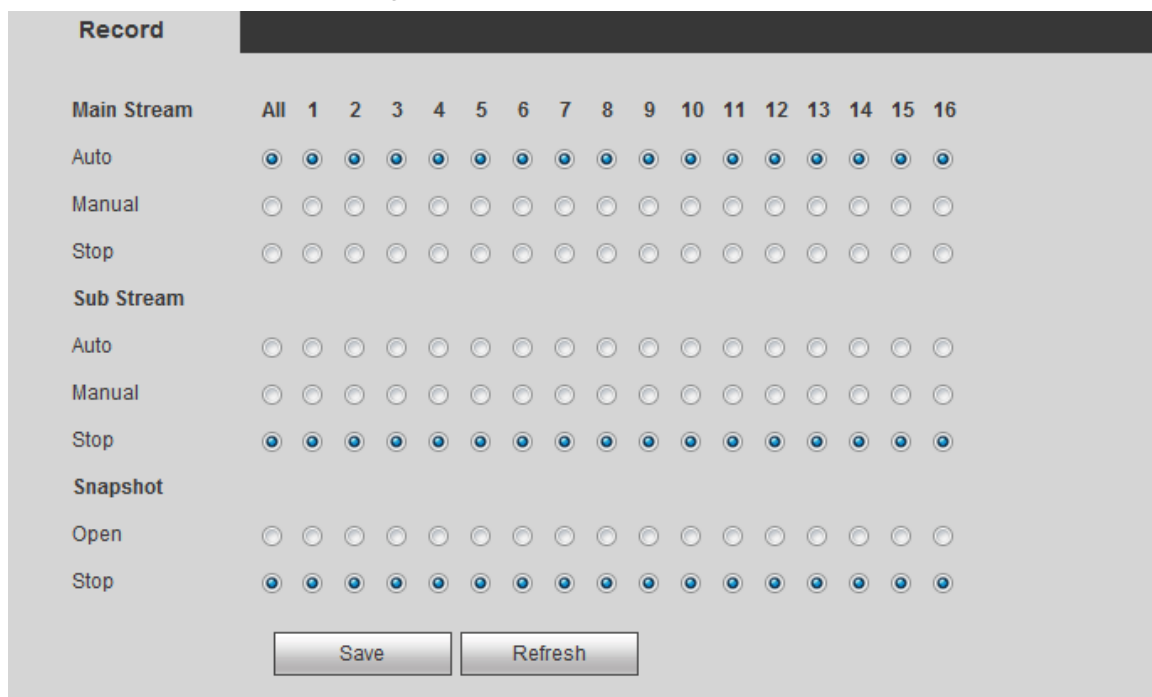 Record
Main Stream All 1 2 3 4 5 6 7 8 9 10 11 12 13 14 15 16
Auto
Manual
Stop
Sub Stream
Auto
Manual
Stop
Snapshot
Open
Stop
Save Refresh